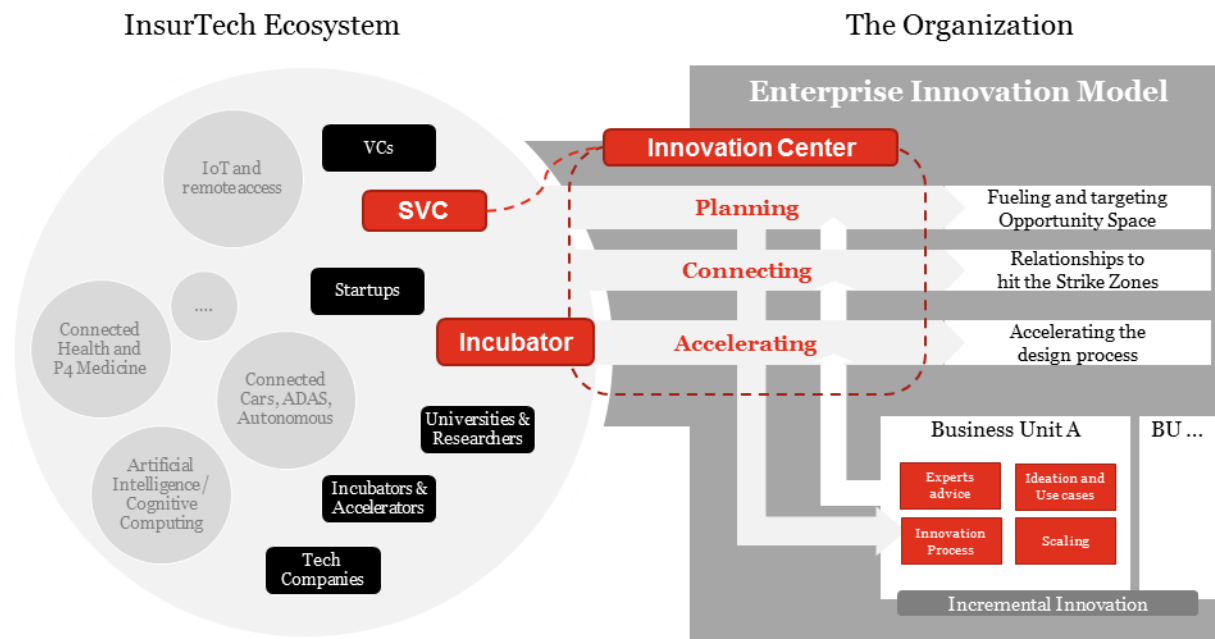 InsurTech Ecosystem
The Organization
Enterprise Innovation Model
IoT and
remote access
VCs
SVC
Startups
....
Connected
Health and
P4 Medicine
Connected
Cars, ADAS,
Autonomous
Incubator
Universities &
Researchers
Artificial
Intelligence/
Cognitive
Computing
Incubators &
Accelerators
Tech
Companies
Innovation Center
Planning
Fueling and targeting
Opportunity Space
Connecting
Relationships to
hit the Strike Zones
Accelerating
Accelerating the
design process
Business Unit A
BU ...
Experts
advice
Ideation and
Use cases
Innovation
Process
Scaling
Incremental Innovation